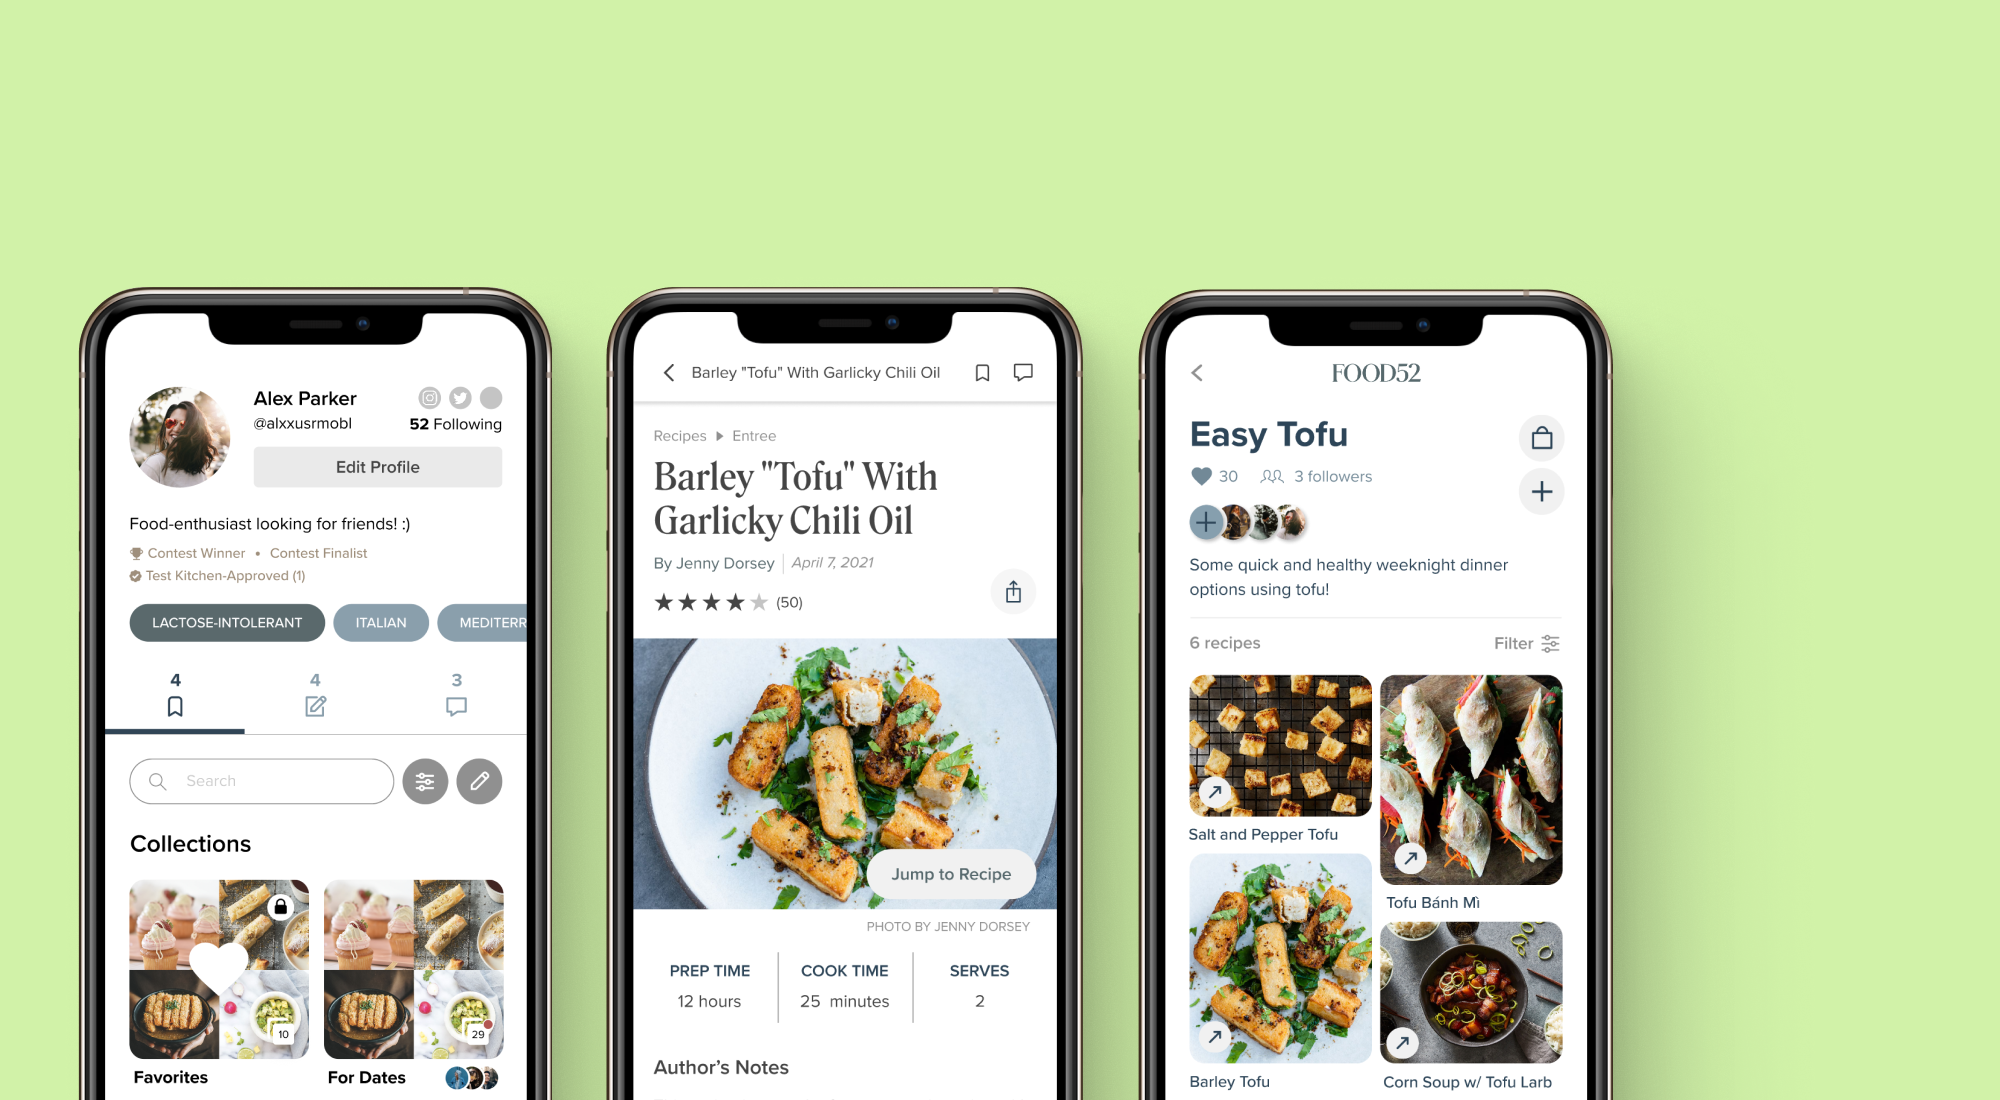 Alex Parker
@alxxusrmobl
52 Following
Edit Profile
Food-enthusiast looking for friends! :)
Contest Winner • Contest Finalist
Test Kitchen-Approved (1)
LACTOSE-INTOLERANT
ITALIAN
MEDITERR
4
4
3
Search
Collections
10
29
Favorites
For Dates
Barley "Tofu" With Garlicky Chili Oil
Recipes
Entree
Barley "Tofu" With
Garlicky Chili Oil
By Jenny Dorsey
April 7, 2021
(50)
Jump to Recipe
PHOTO BY JENNY DORSEY
PREP TIME
COOK TIME
SERVES
12 hours
25 minutes
2
Author's Notes
FOOD52
Easy Tofu
30
3 followers
Some quick and healthy weeknight dinner
options using tofu!
6 recipes
Filter
Salt and Pepper Tofu
Tofu Bánh Mì
Barley Tofu
Corn Soup w/ Tofu Larb